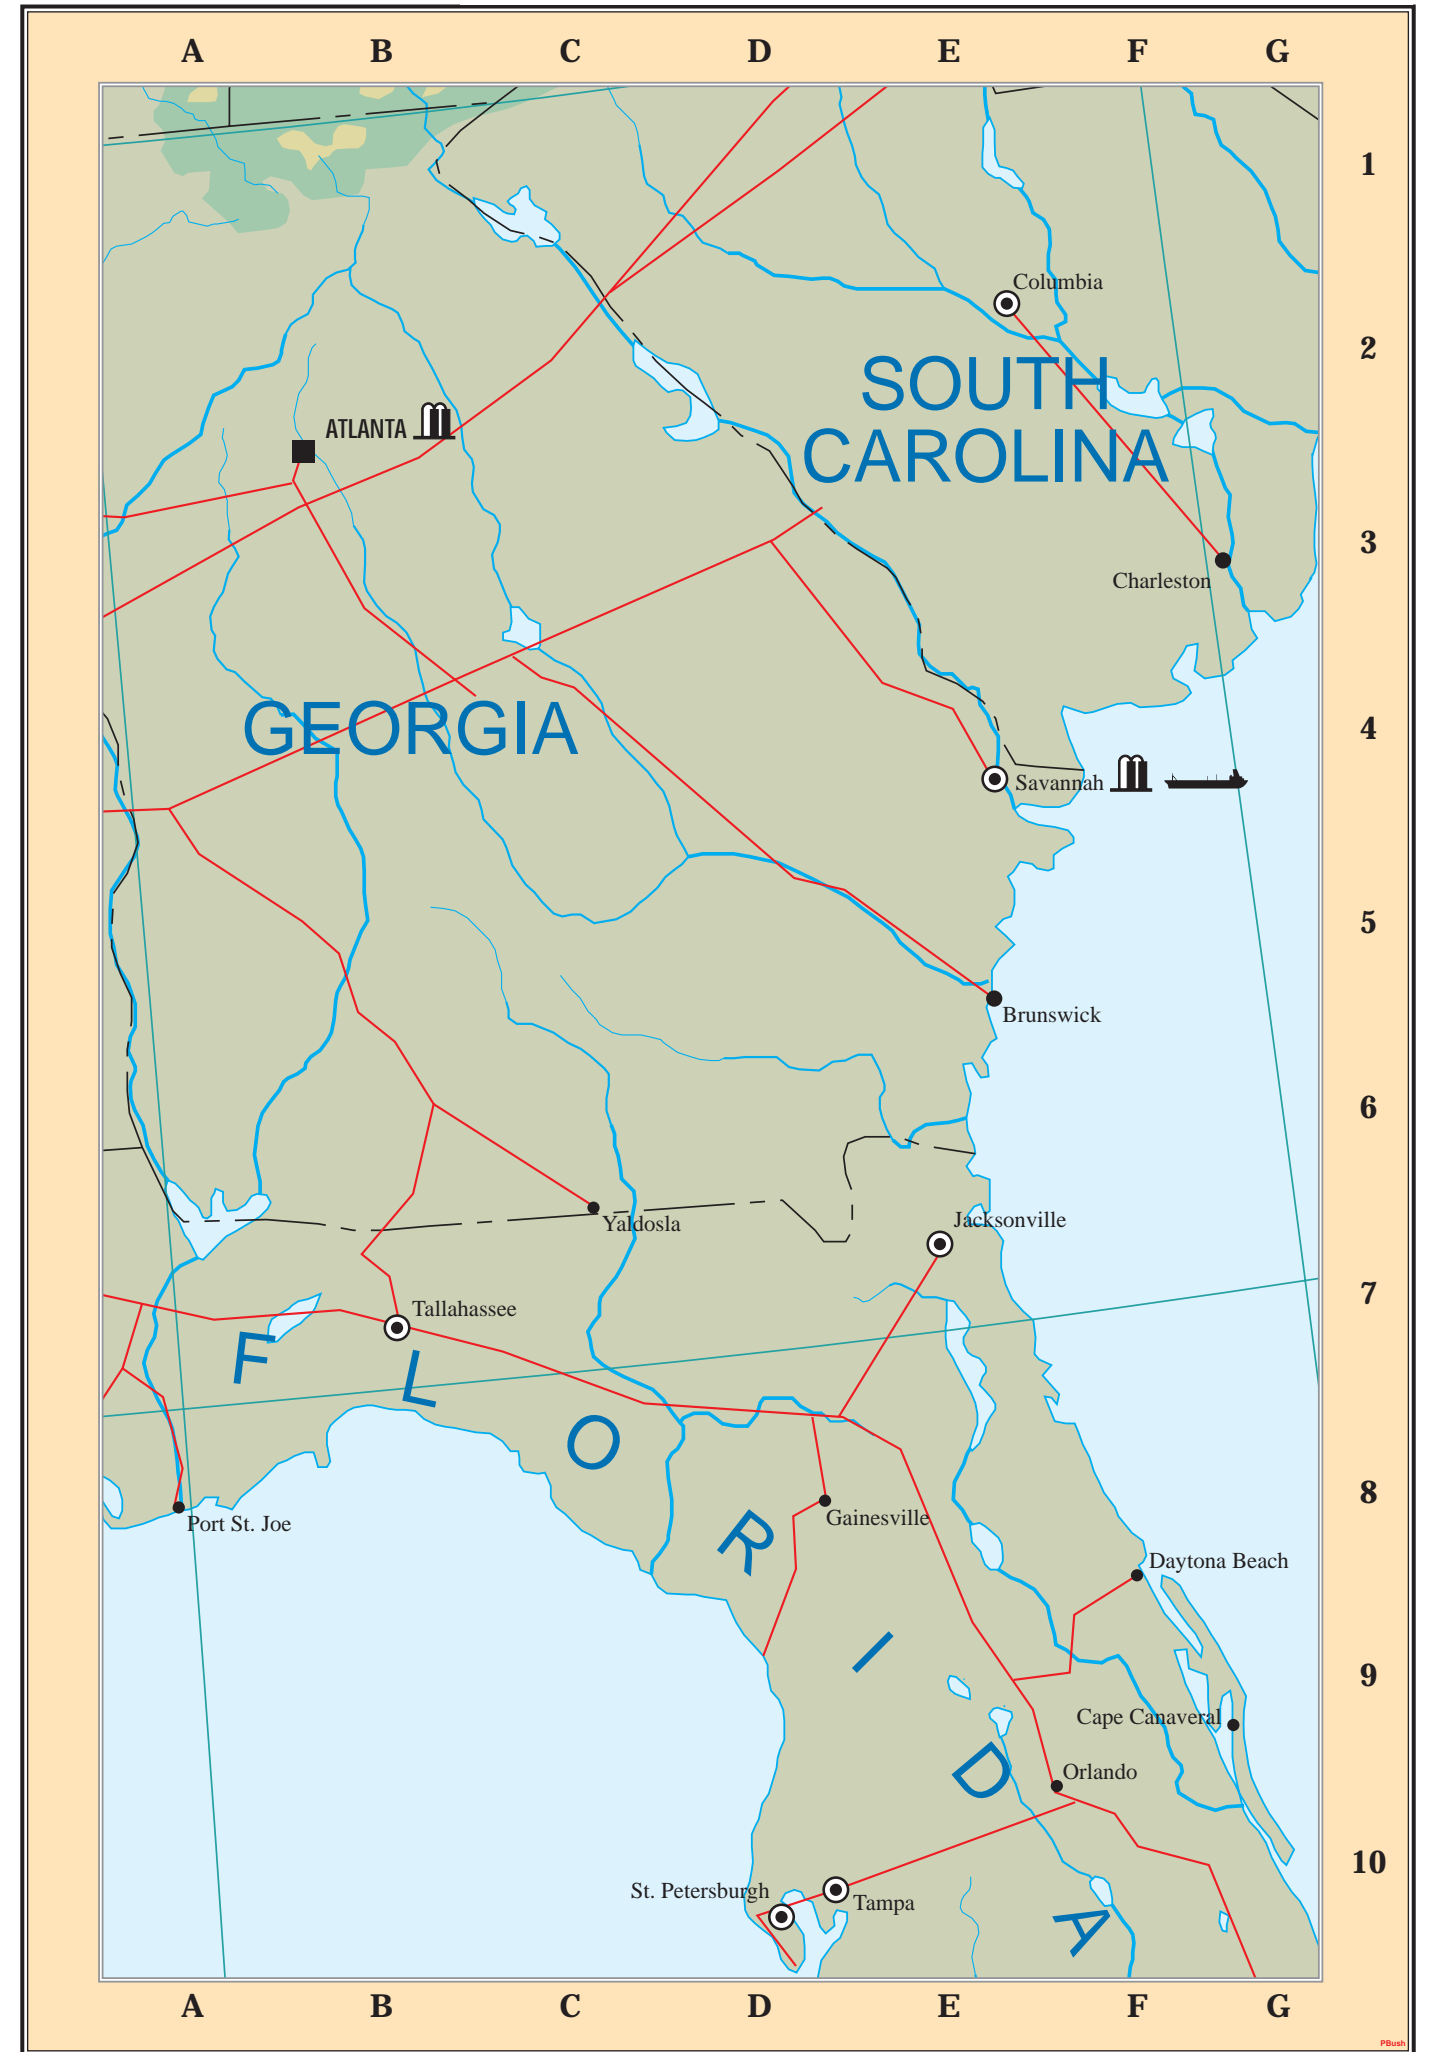 A B C D E F G
1
Columbia
2
SOUTH
CAROLINA
ATLANTA
3
Charleston
GEORGIA
4
Savannah
5
Brunswick
6
Yaldosla
Jacksonville
7
Tallahassee
F L O R I D A
8
Port St. Joe
Gainesville
Daytona Beach
9
Cape Canaveral
Orlando
10
St. Petersburgh
Tampa
A B C D E F G
PBush